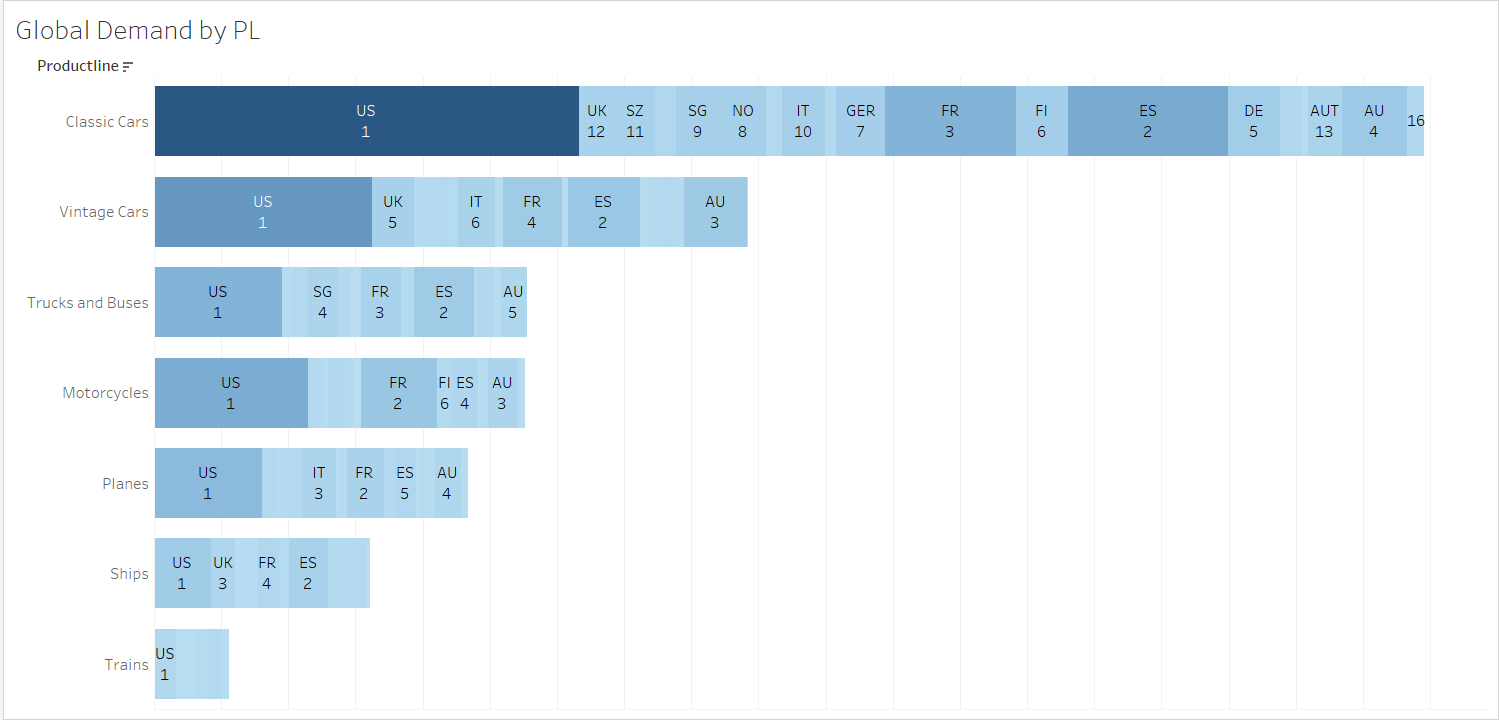 Global Demand by PL
Productline
Classic Cars
US UK SZ SG NO IT GER FR FI ES DE AUT AU
1 12 11 9 8 10 7 3 6 2 5 13 4 16
Vintage Cars
US UK IT FR ES AU
1 5 6 4 2 3
Trucks and Buses
US SG FR ES AU
1 4 3 2 5
Motorcycles
US FR FI ES AU
1 2 6 4 3
Planes
US IT FR ES AU
1 3 2 5 4
Ships
US UK FR ES
1 3 4 2
Trains
US
1